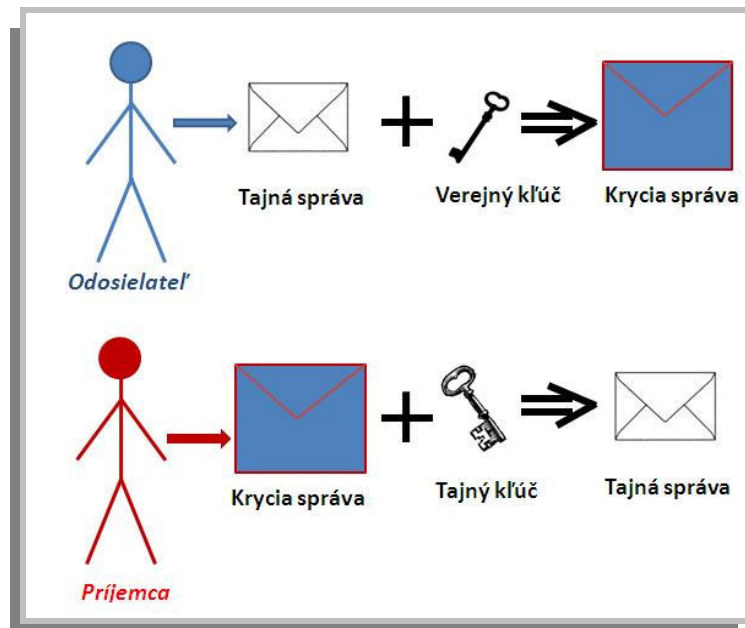 Tajná správa
Verejný kľúč
Krycia správa
Odosielateľ
Krycia správa
Tajný kľúč
Tajná správa
Príjemca